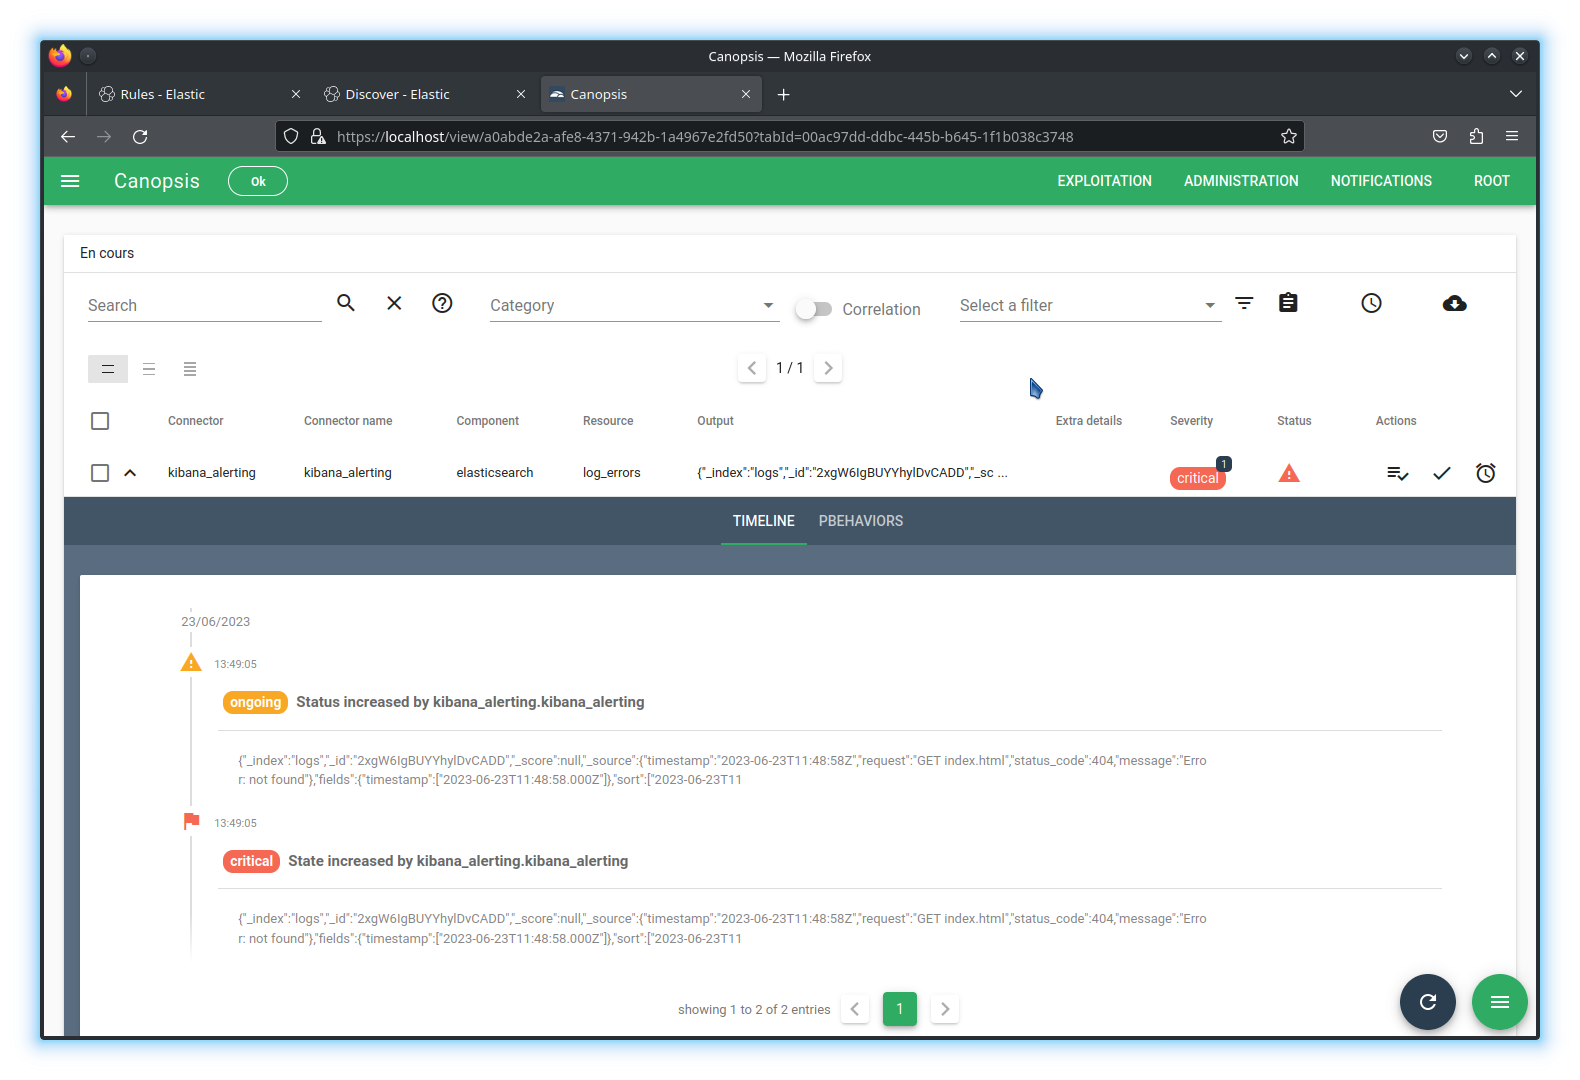 Canopsis — Mozilla Firefox
Rules - Elastic
Discover - Elastic
Canopsis
https://localhost/view/a0abde2a-afe8-4371-942b-1a4967e2fd50?tabId=00ac97dd-ddbc-445b-b645-1f1b038c3748
Canopsis Ok EXPLOITATION ADMINISTRATION NOTIFICATIONS ROOT
En cours
Search Category Correlation Select a filter
1 / 1
Connector Connector name Component Resource Output Extra details Severity Status Actions
1
kibana_alerting kibana_alerting elasticsearch log_errors {"_index":"logs","_id":"2xgW6IgBUYYhylDvCADD","_sc ... critical
TIMELINE PBEHAVIORS
23/06/2023
13:49:05
ongoing Status increased by kibana_alerting.kibana_alerting
{"_index":"logs","_id":"2xgW6IgBUYYhylDvCADD","_score":null,"_source":{"timestamp":"2023-06-23T11:48:58Z","request":"GET index.html","status_code":404,"message":"Erro
r: not found"},"fields":{"timestamp":["2023-06-23T11:48:58.000Z"]},"sort":["2023-06-23T11
13:49:05
critical State increased by kibana_alerting.kibana_alerting
{"_index":"logs","_id":"2xgW6IgBUYYhylDvCADD","_score":null,"_source":{"timestamp":"2023-06-23T11:48:58Z","request":"GET index.html","status_code":404,"message":"Erro
r: not found"},"fields":{"timestamp":["2023-06-23T11:48:58.000Z"]},"sort":["2023-06-23T11
showing 1 to 2 of 2 entries 1